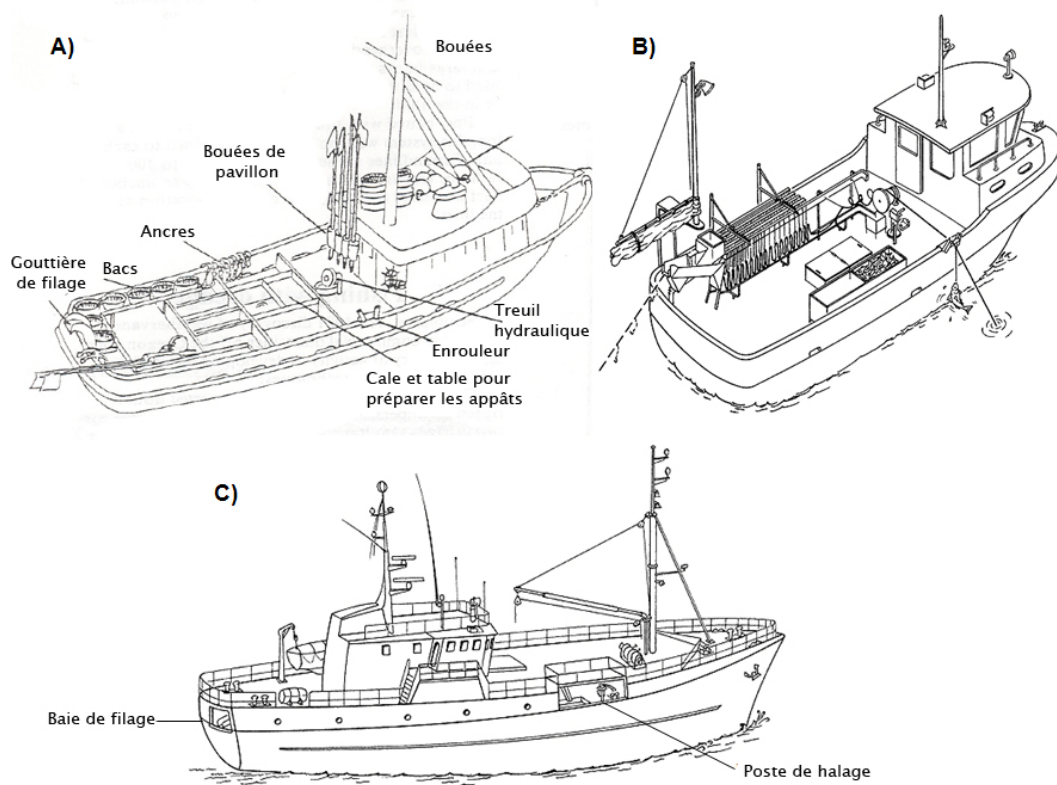 A)
Bouées
B)
Bouées de
pavillon
Ancres
Gouttière
de filage
Bacs
Treuil
hydraulique
Enrouleur
Cale et table pour
préparer les appâts
C)
Baie de filage
Poste de halage